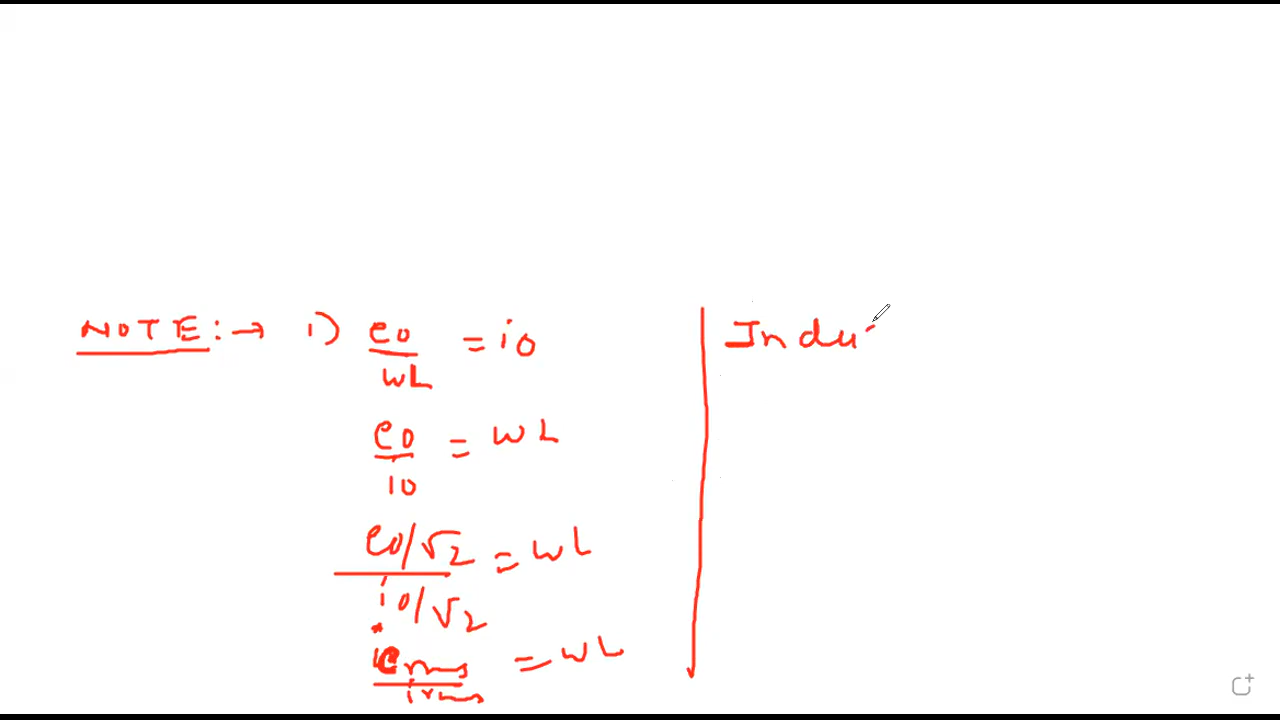 NOTE:→ 1) e0/wL = i0
e0/i0 = wL
e0/√2 / i0/√2 = wL
erms/irms = wL
Indu